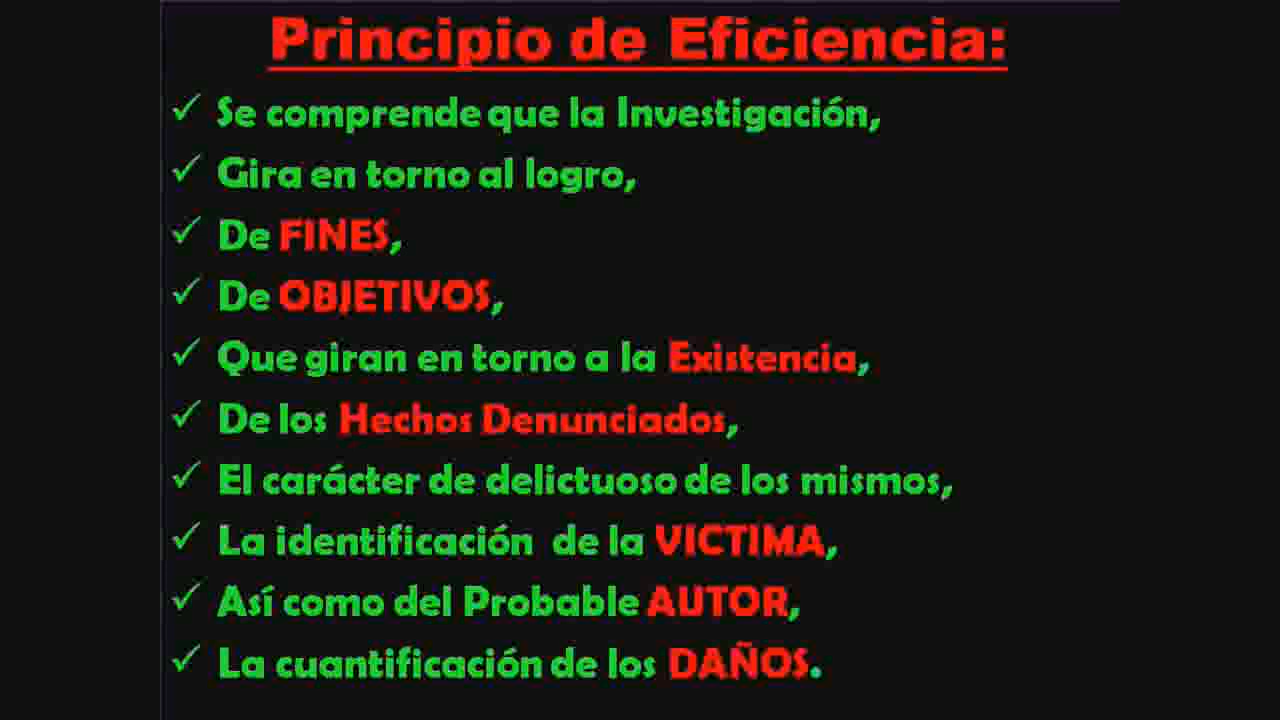 Principio de Eficiencia:
✓ Se comprende que la Investigación,
✓ Gira en torno al logro,
✓ De FINES,
✓ De OBJETIVOS,
✓ Que giran en torno a la Existencia,
✓ De los Hechos Denunciados,
✓ El carácter de delictuoso de los mismos,
✓ La identificación de la VICTIMA,
✓ Así como del Probable AUTOR,
✓ La cuantificación de los DAÑOS.